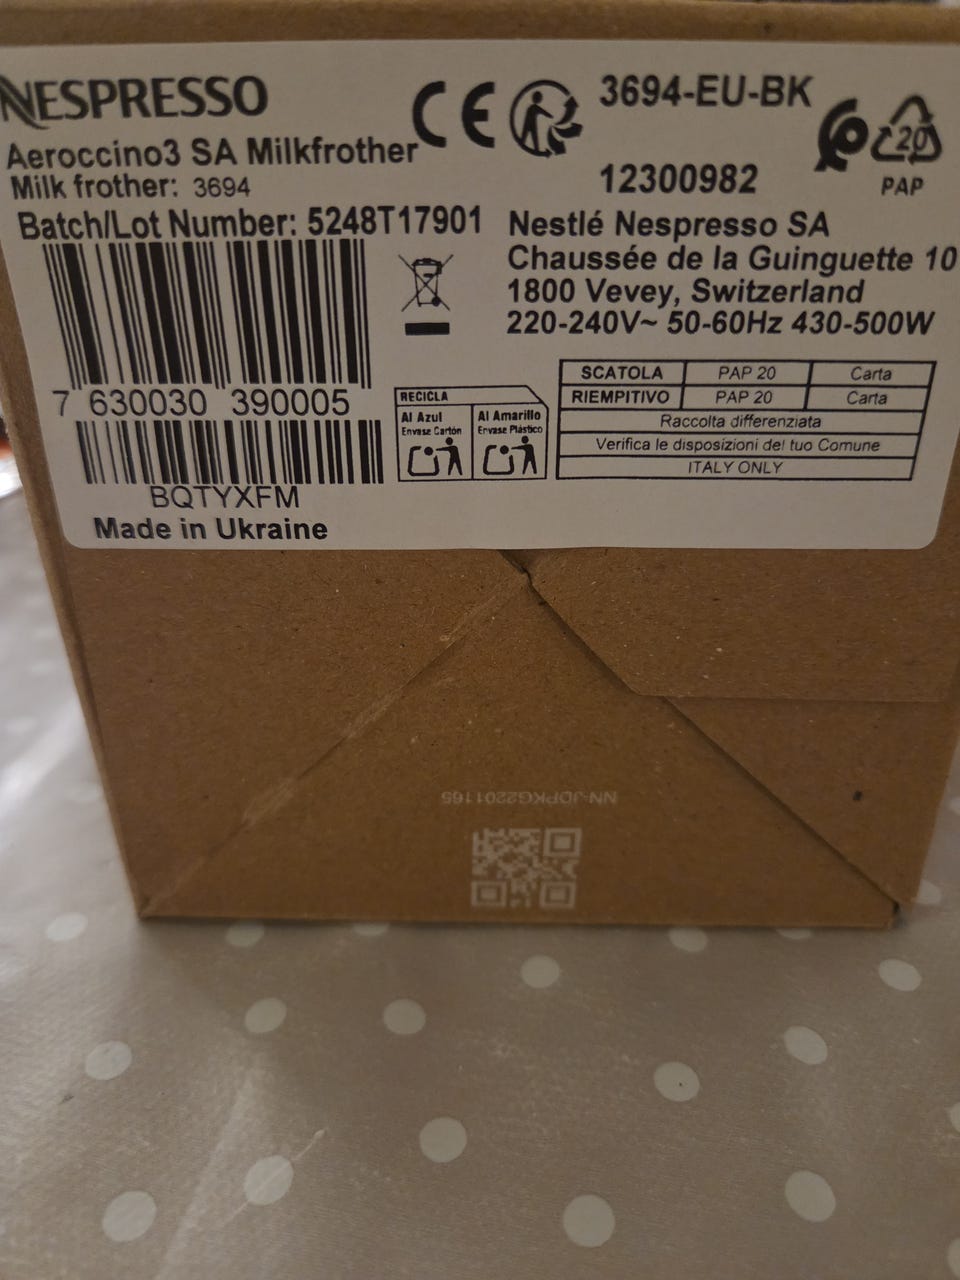 NESPRESSO
Aeroccino3 SA Milkfrother
Milk frother: 3694
Batch/Lot Number: 5248T17901
7 630030 390005
BQTYXFM
Made in Ukraine
CE
3694-EU-BK
12300982
20
PAP
Nestlé Nespresso SA
Chaussée de la Guinguette 10
1800 Vevey, Switzerland
220-240V~ 50-60Hz 430-500W
RECICLA
Al Azul
Envase Cartón
Al Amarillo
Envase Plástico
SCATOLA PAP 20 Carta
RIEMPITIVO PAP 20 Carta
Raccolta differenziata
Verifica le disposizioni del tuo Comune
ITALY ONLY
NN-JDPKG2201165